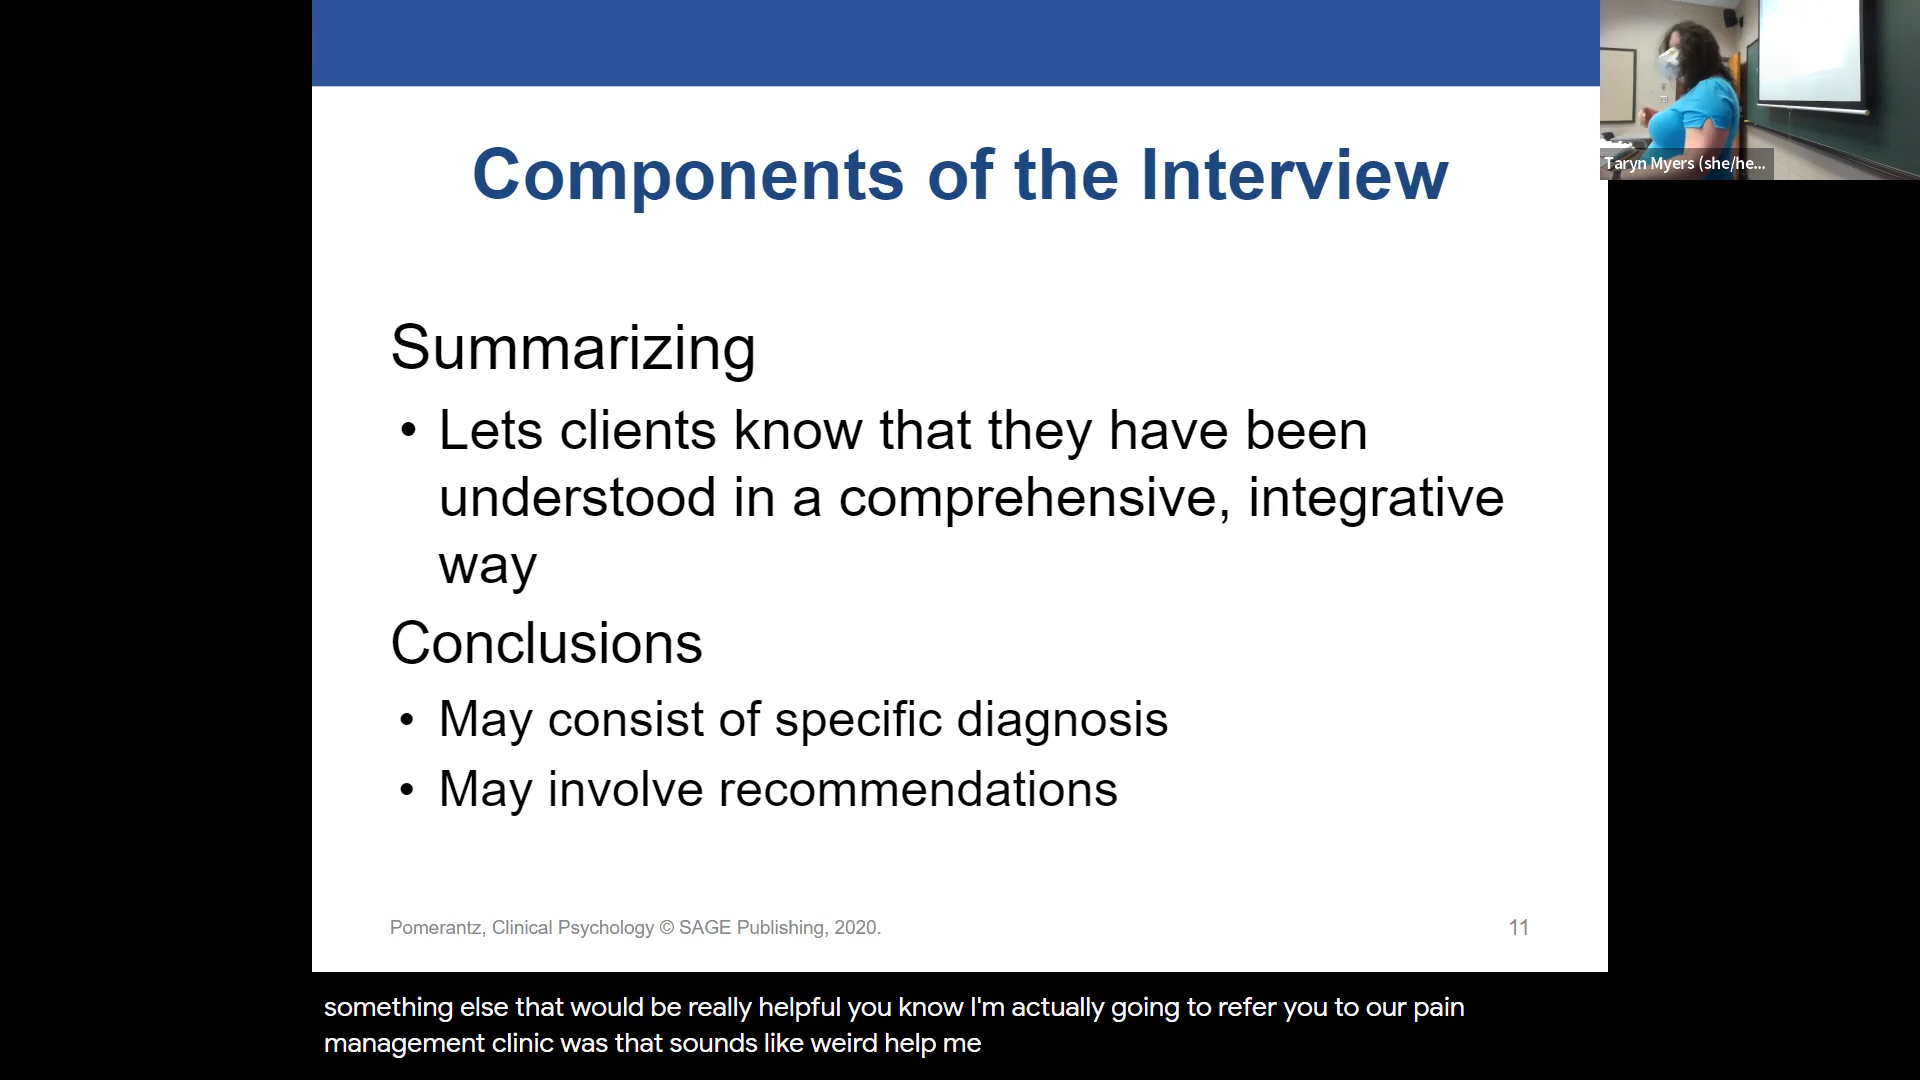 Components of the Interview
Taryn Myers (she/he...
Summarizing
• Lets clients know that they have been
understood in a comprehensive, integrative
way
Conclusions
• May consist of specific diagnosis
• May involve recommendations
Pomerantz, Clinical Psychology © SAGE Publishing, 2020.
11
something else that would be really helpful you know I'm actually going to refer you to our pain
management clinic was that sounds like weird help me